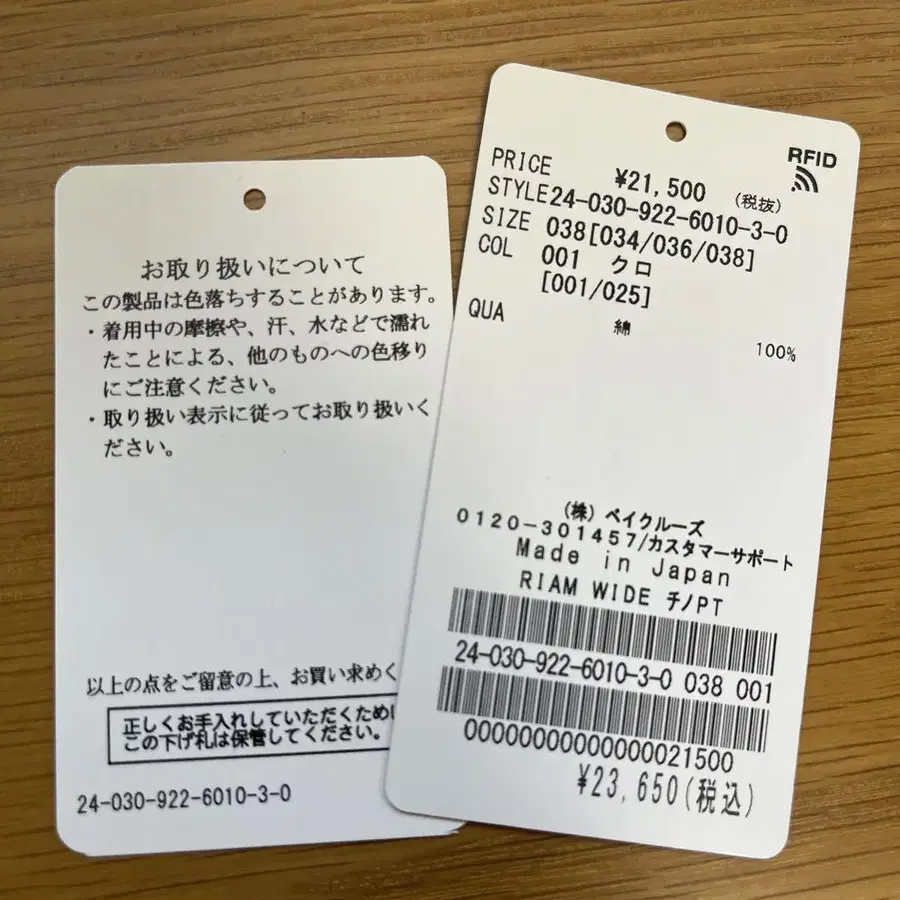 お取り扱いについて
この製品は色落ちすることがあります。
・着用中の摩擦や、汗、水などで濡れ
たことによる、他のものへの色移り
にご注意ください。
・取り扱い表示に従ってお取り扱いく
ださい。
以上の点をご留意の上、お買い求めく
正しくお手入れしていただくため
この下げ札は保管してください。
24-030-922-6010-3-0
RFID
PRICE ¥21,500 (税抜)
STYLE24-030-922-6010-3-0
SIZE 038[034/036/038]
COL 001 クロ
[001/025]
QUA 綿 100%
(株) ベイクルーズ
0120-301457/カスタマーサポート
Made in Japan
RIAM WIDE チノPT
24-030-922-6010-3-0 038 001
00000000000000021500
¥23,650(税込)